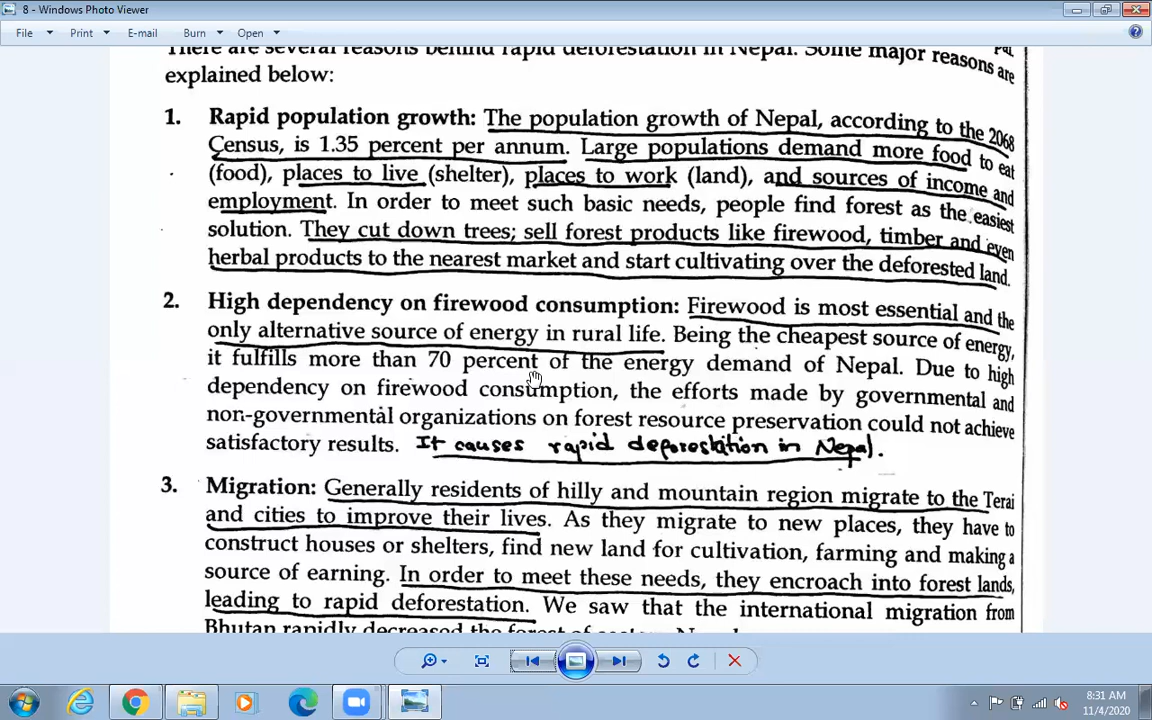 8 - Windows Photo Viewer
File Print E-mail Burn Open
There are several reasons behind rapid deforestation in Nepal. Some major reasons are
explained below:
1. Rapid population growth: The population growth of Nepal, according to the 2068
Census, is 1.35 percent per annum. Large populations demand more food to eat
(food), places to live (shelter), places to work (land), and sources of income and
employment. In order to meet such basic needs, people find forest as the easiest
solution. They cut down trees; sell forest products like firewood, timber and even
herbal products to the nearest market and start cultivating over the deforested land.
2. High dependency on firewood consumption: Firewood is most essential and the
only alternative source of energy in rural life. Being the cheapest source of energy,
it fulfills more than 70 percent of the energy demand of Nepal. Due to high
dependency on firewood consumption, the efforts made by governmental and
non-governmental organizations on forest resource preservation could not achieve
satisfactory results. It causes rapid deforestation in Nepal.
3. Migration: Generally residents of hilly and mountain region migrate to the Terai
and cities to improve their lives. As they migrate to new places, they have to
construct houses or shelters, find new land for cultivation, farming and making a
source of earning. In order to meet these needs, they encroach into forest lands,
leading to rapid deforestation. We saw that the international migration from
Bhutan rapidly decreased the forest of
8:31 AM
11/4/2020